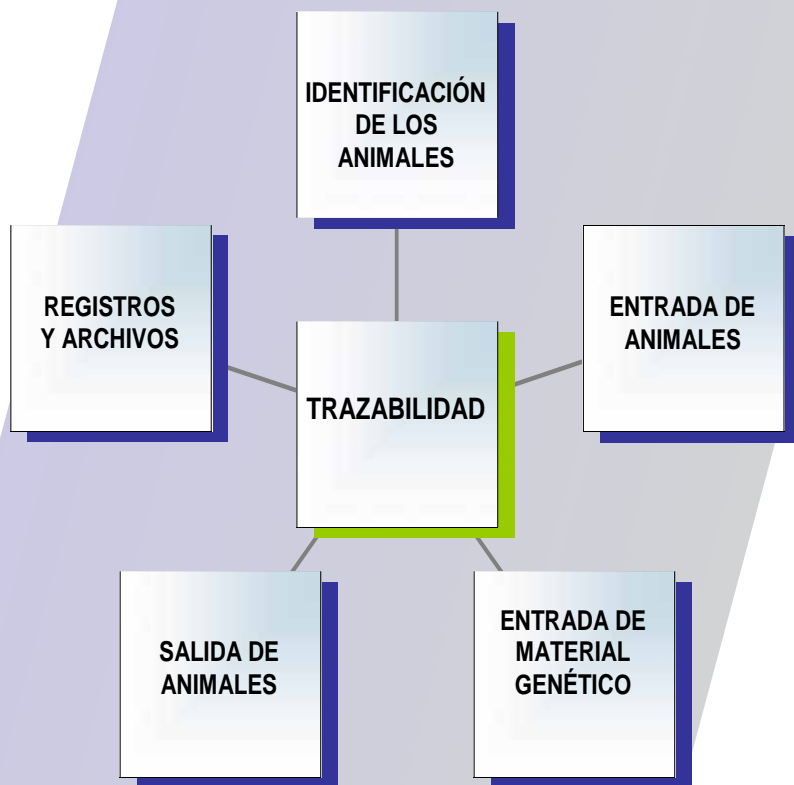 IDENTIFICACIÓN
DE LOS
ANIMALES
REGISTROS
Y ARCHIVOS
ENTRADA DE
ANIMALES
TRAZABILIDAD
SALIDA DE
ANIMALES
ENTRADA DE
MATERIAL
GENÉTICO